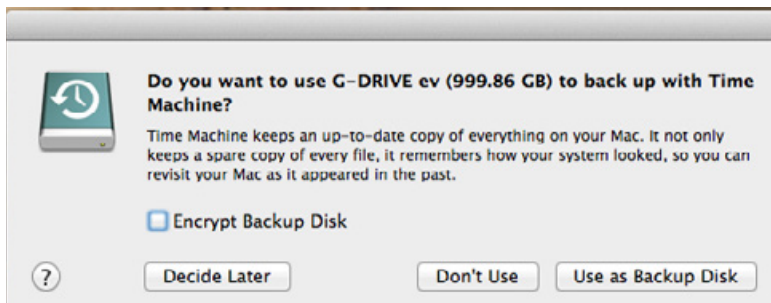 Do you want to use G-DRIVE ev (999.86 GB) to back up with Time
Machine?
Time Machine keeps an up-to-date copy of everything on your Mac. It not only
keeps a spare copy of every file, it remembers how your system looked, so you can
revisit your Mac as it appeared in the past.
Encrypt Backup Disk
? Decide Later Don't Use Use as Backup Disk